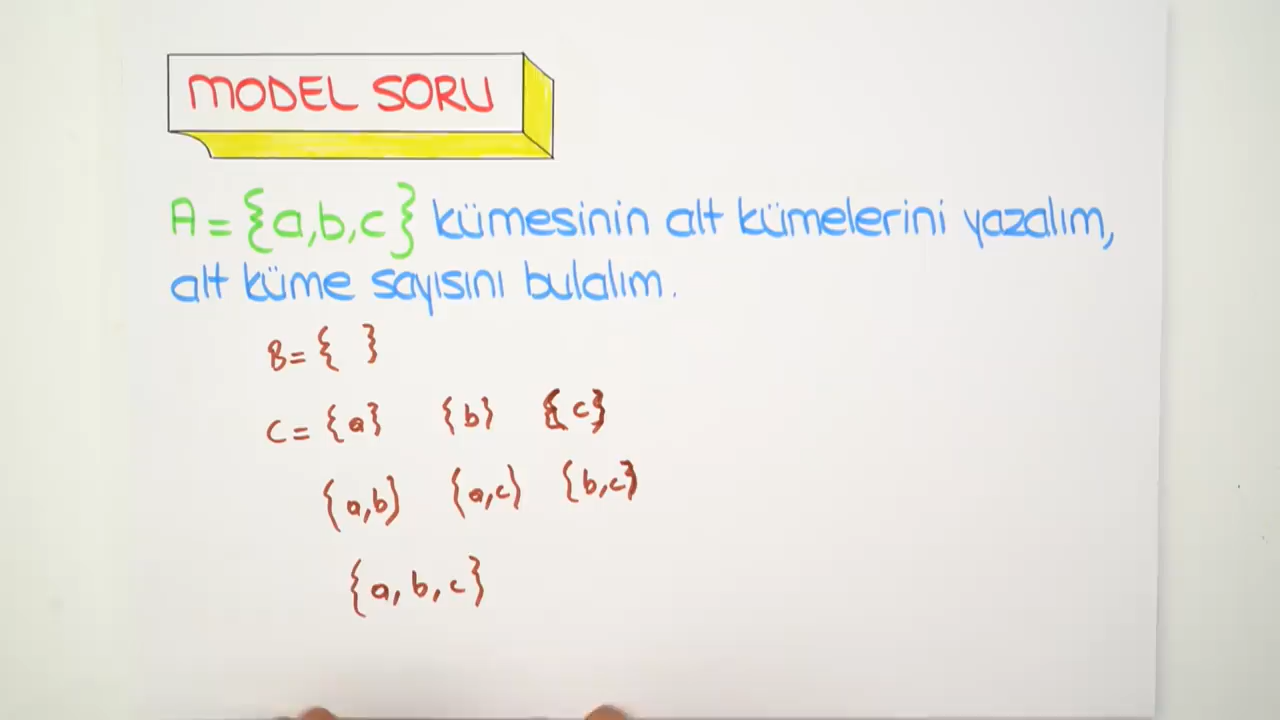 MODEL SORU
A = {a,b,c} kümesinin alt kümelerini yazalım,
alt küme sayısını bulalım.
B = { }
C = {a} {b} {c}
{a,b} {a,c} {b,c}
{a, b, c}